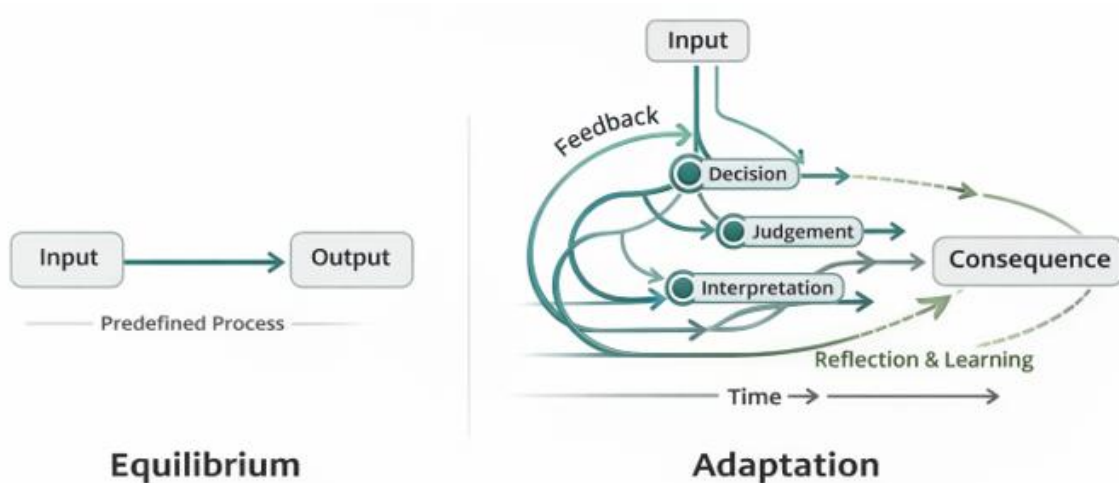 Input
Output
Predefined Process
Equilibrium
Input
Feedback
Decision
Judgement
Interpretation
Consequence
Reflection & Learning
Time
Adaptation